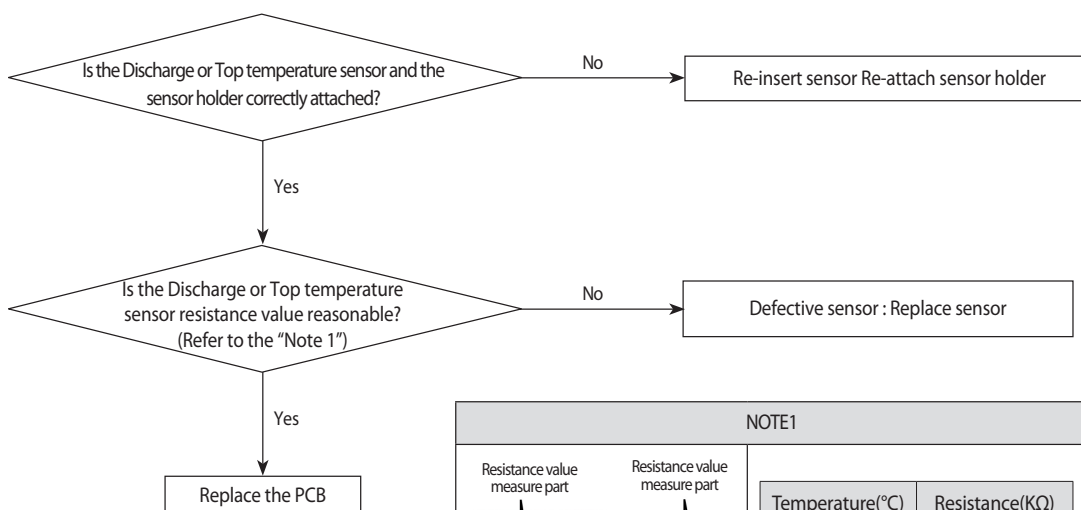 Is the Discharge or Top temperature sensor and the
sensor holder correctly attached?
No
Re-insert sensor Re-attach sensor holder
Yes
Is the Discharge or Top temperature
sensor resistance value reasonable?
(Refer to the “Note 1”)
No
Defective sensor : Replace sensor
Yes
Replace the PCB
NOTE1
Resistance value
measure part
Resistance value
measure part
Temperature(°C)
Resistance(KΩ)